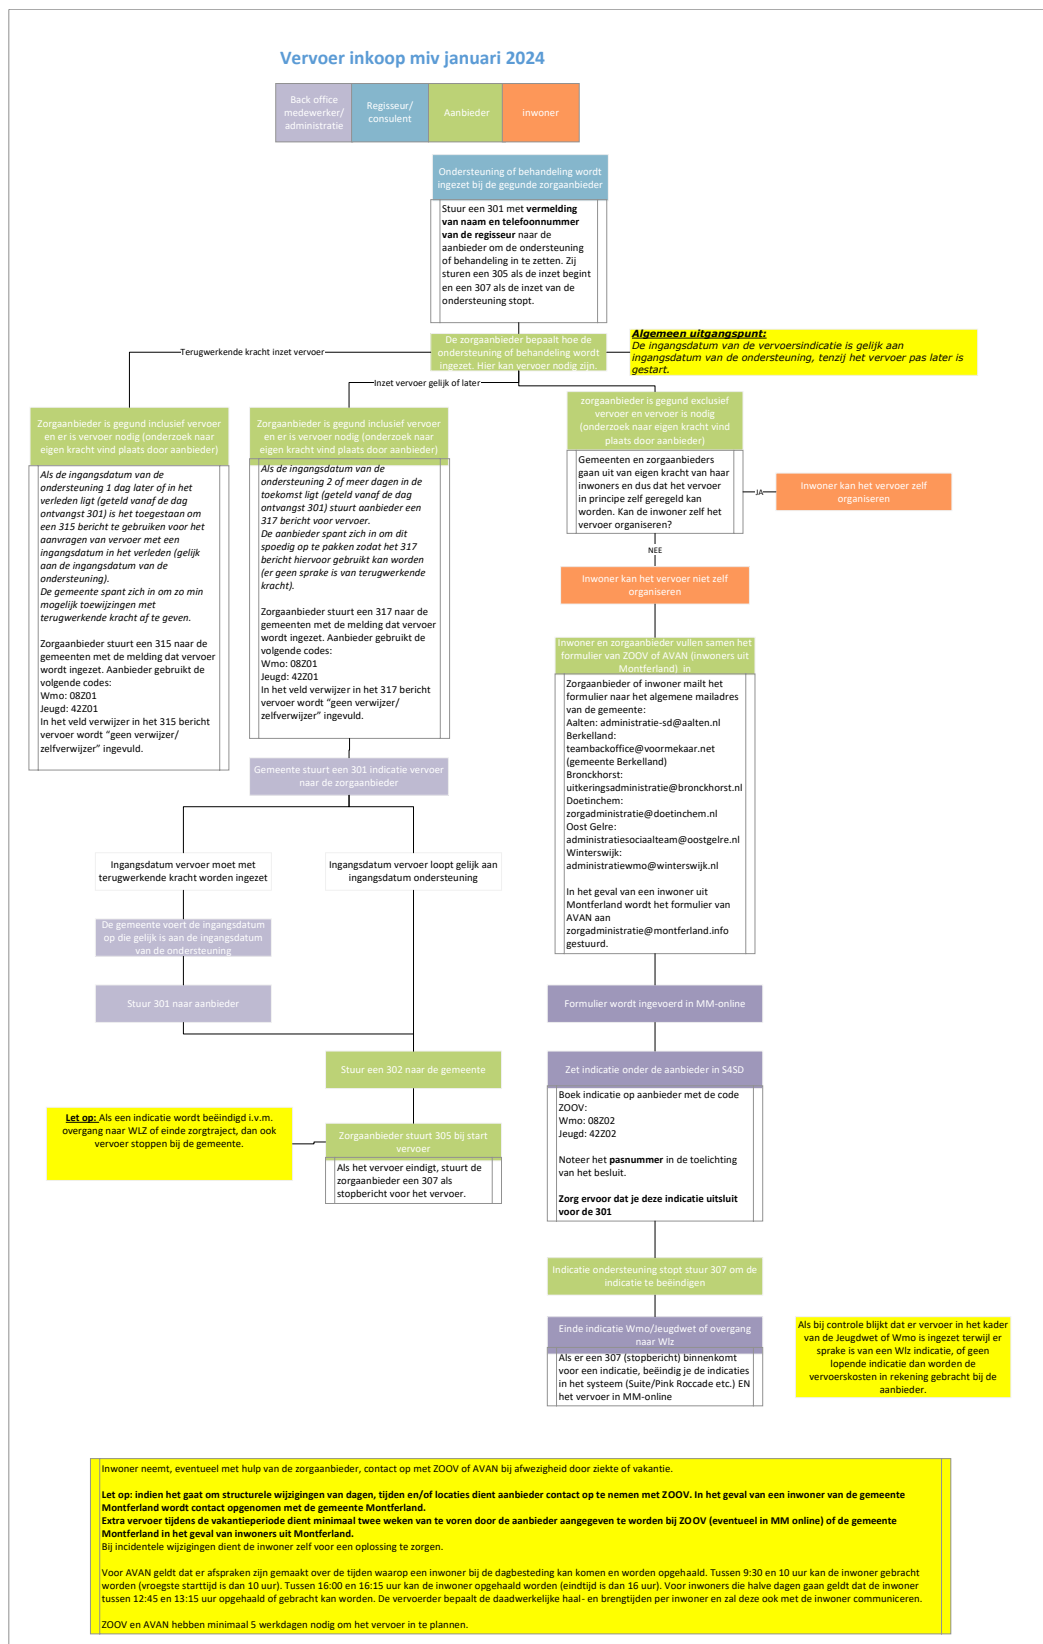 Vervoer inkoop miv januari 2024
Back office
medewerker/
administratie
Regisseur/
consulent
Aanbieder
inwoner
Ondersteuning of behandeling wordt
ingezet bij de gegunde zorgaanbieder
Stuur een 301 met vermelding
van naam en telefoonnummer
van de regisseur naar de
aanbieder om de ondersteuning
of behandeling in te zetten. Zij
sturen een 305 als de inzet begint
en een 307 als de inzet van de
ondersteuning stopt.
De zorgaanbieder bepaalt hoe de
ondersteuning of behandeling wordt
ingezet. Hier kan vervoer nodig zijn.
Algemeen uitgangspunt:
De ingangsdatum van de vervoersindicatie is gelijk aan
ingangsdatum van de ondersteuning, tenzij het vervoer pas later is
gestart.
Terugwerkende kracht inzet vervoer
Inzet vervoer gelijk of later
Zorgaanbieder is gegund inclusief vervoer
en er is vervoer nodig (onderzoek naar
eigen kracht vind plaats door aanbieder)
Als de ingangsdatum van de
ondersteuning 1 dag later of in het
verleden ligt (geteld vanaf de dag
ontvangst 301) is het toegestaan om
een 315 bericht te gebruiken voor het
aanvragen van vervoer met een
ingangsdatum in het verleden (gelijk
aan de ingangsdatum van de
ondersteuning).
De gemeente spant zich in om zo min
mogelijk toewijzingen met
terugwerkende kracht af te geven.
Zorgaanbieder stuurt een 315 naar de
gemeenten met de melding dat vervoer
wordt ingezet. Aanbieder gebruikt de
volgende codes:
Wmo: 08Z01
Jeugd: 42Z01
In het veld verwijzer in het 315 bericht
vervoer wordt “geen verwijzer/
zelfverwijzer” ingevuld.
Zorgaanbieder is gegund inclusief vervoer
en er is vervoer nodig (onderzoek naar
eigen kracht vind plaats door aanbieder)
Als de ingangsdatum van de
ondersteuning 2 of meer dagen in de
toekomst ligt (geteld vanaf de dag
ontvangst 301) stuurt aanbieder een
317 bericht voor vervoer.
De aanbieder spant zich in om dit
spoedig op te pakken zodat het 317
bericht hiervoor gebruikt kan worden
(er geen sprake is van terugwerkende
kracht).
Zorgaanbieder stuurt een 317 naar de
gemeenten met de melding dat vervoer
wordt ingezet. Aanbieder gebruikt de
volgende codes:
Wmo: 08Z01
Jeugd: 42Z01
In het veld verwijzer in het 317 bericht
vervoer wordt “geen verwijzer/
zelfverwijzer” ingevuld.
zorgaanbieder is gegund exclusief
vervoer en vervoer is nodig
(onderzoek naar eigen kracht vind
plaats door aanbieder)
Gemeenten en zorgaanbieders
gaan uit van eigen kracht van haar
inwoners en dus dat het vervoer
in principe zelf geregeld kan
worden. Kan de inwoner zelf het
vervoer organiseren?
JA
Inwoner kan het vervoer zelf
organiseren
NEE
Inwoner kan het vervoer niet zelf
organiseren
Inwoner en zorgaanbieder vullen samen het
formulier van ZOOV of AVAN (inwoners uit
Montferland) in
Zorgaanbieder of inwoner mailt het
formulier naar het algemene mailadres
van de gemeente:
Aalten: administratie-sd@aalten.nl
Berkelland:
teambackoffice@voormekaar.net
(gemeente Berkelland)
Bronckhorst:
uitkeringsadministratie@bronckhorst.nl
Doetinchem:
zorgadministratie@doetinchem.nl
Oost Gelre:
administratiesociaalteam@oostgelre.nl
Winterswijk:
administratiewmo@winterswijk.nl
In het geval van een inwoner uit
Montferland wordt het formulier van
AVAN aan
zorgadministratie@montferland.info
gestuurd.
Gemeente stuurt een 301 indicatie vervoer
naar de zorgaanbieder
Ingangsdatum vervoer moet met
terugwerkende kracht worden ingezet
Ingangsdatum vervoer loopt gelijk aan
ingangsdatum ondersteuning
De gemeente voert de ingangsdatum
op die gelijk is aan de ingangsdatum
van de ondersteuning
Stuur 301 naar aanbieder
Stuur een 302 naar de gemeente
Let op: Als een indicatie wordt beëindigd i.v.m.
overgang naar WLZ of einde zorgtraject, dan ook
vervoer stoppen bij de gemeente.
Zorgaanbieder stuurt 305 bij start
vervoer
Als het vervoer eindigt, stuurt de
zorgaanbieder een 307 als
stopbericht voor het vervoer.
Formulier wordt ingevoerd in MM-online
Zet indicatie onder de aanbieder in S4SD
Boek indicatie op aanbieder met de code
ZOOV:
Wmo: 08Z02
Jeugd: 42Z02
Noteer het pasnummer in de toelichting
van het besluit.
Zorg ervoor dat je deze indicatie uitsluit
voor de 301
Indicatie ondersteuning stopt stuur 307 om de
indicatie te beëindigen
Einde indicatie Wmo/Jeugdwet of overgang
naar Wlz
Als er een 307 (stopbericht) binnenkomt
voor een indicatie, beëindig je de indicaties
in het systeem (Suite/Pink Roccade etc.) EN
het vervoer in MM-online
Als bij controle blijkt dat er vervoer in het kader
van de Jeugdwet of Wmo is ingezet terwijl er
sprake is van een Wlz indicatie, of geen
lopende indicatie dan worden de
vervoerskosten in rekening gebracht bij de
aanbieder.
Inwoner neemt, eventueel met hulp van de zorgaanbieder, contact op met ZOOV of AVAN bij afwezigheid door ziekte of vakantie.
Let op: indien het gaat om structurele wijzigingen van dagen, tijden en/of locaties dient aanbieder contact op te nemen met ZOOV. In het geval van een inwoner van de gemeente
Montferland wordt contact opgenomen met de gemeente Montferland.
Extra vervoer tijdens de vakantieperiode dient minimaal twee weken van te voren door de aanbieder aangegeven te worden bij ZOOV (eventueel in MM online) of de gemeente
Montferland in het geval van inwoners uit Montferland.
Bij incidentele wijzigingen dient de inwoner zelf voor een oplossing te zorgen.
Voor AVAN geldt dat er afspraken zijn gemaakt over de tijden waarop een inwoner bij de dagbesteding kan komen en worden opgehaald. Tussen 9:30 en 10 uur kan de inwoner gebracht
worden (vroegste starttijd is dan 10 uur). Tussen 16:00 en 16:15 uur kan de inwoner opgehaald worden (eindtijd is dan 16 uur). Voor inwoners die halve dagen gaan geldt dat de inwoner
tussen 12:45 en 13:15 uur opgehaald of gebracht kan worden. De vervoerder bepaalt de daadwerkelijke haal- en brengtijden per inwoner en zal deze ook met de inwoner communiceren.
ZOOV en AVAN hebben minimaal 5 werkdagen nodig om het vervoer in te plannen.